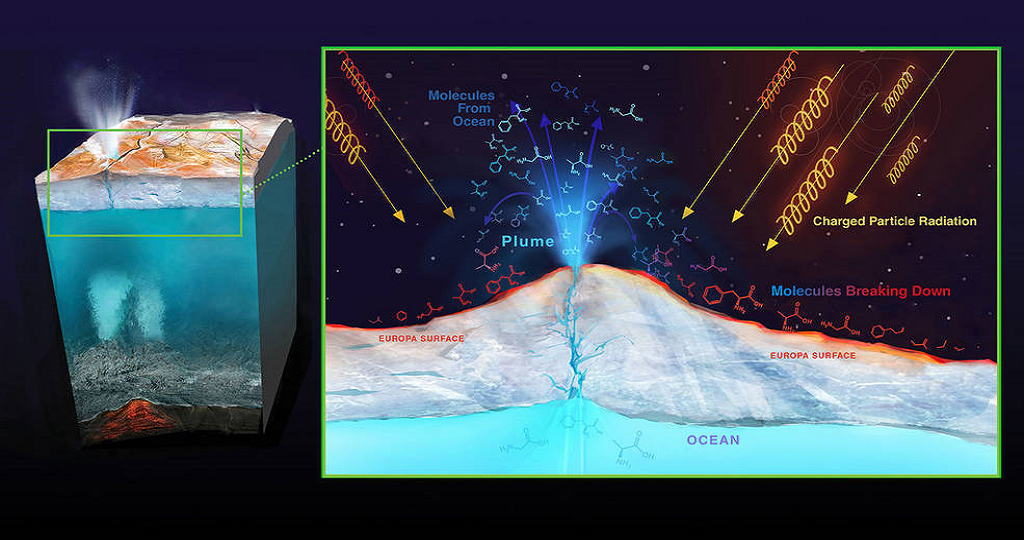 Molecules
From
Ocean
Charged Particle Radiation
Plume
Molecules Breaking Down
EUROPA SURFACE
EUROPA SURFACE
OCEAN